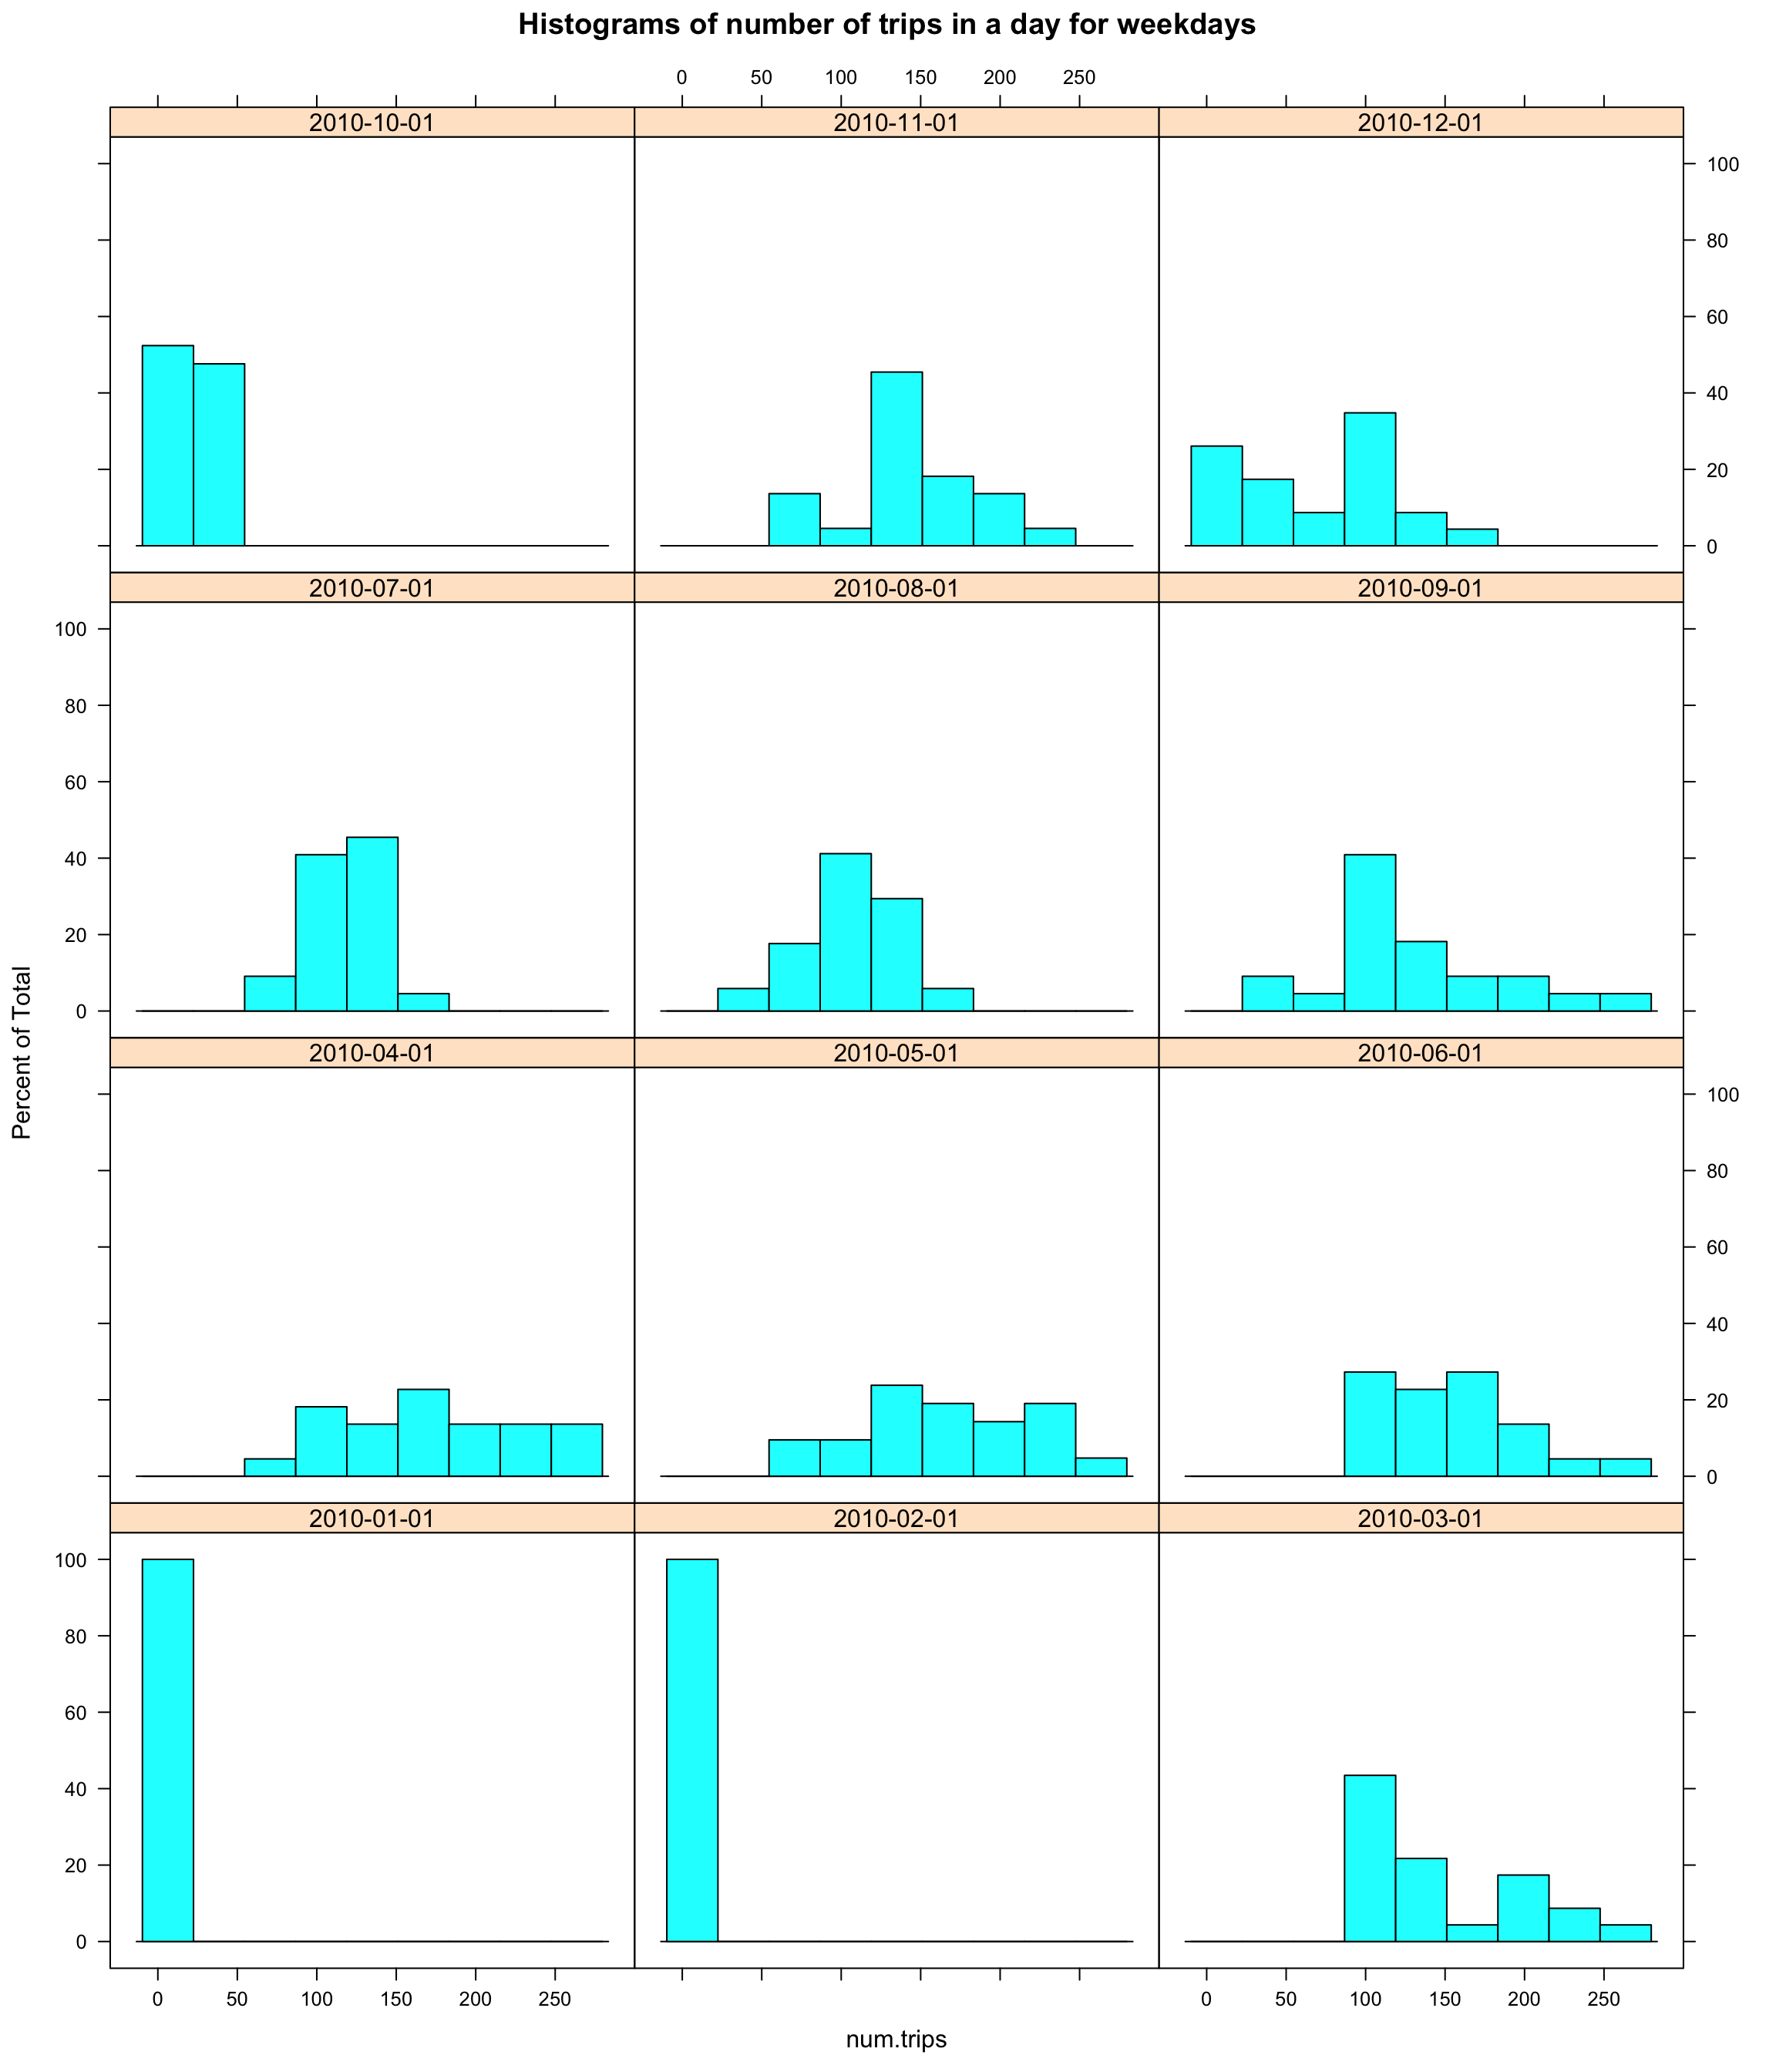 Histograms of number of trips in a day for weekdays
0 50 100 150 200 250
2010-10-01 2010-11-01 2010-12-01
100
80
60
40
20
0
2010-07-01 2010-08-01 2010-09-01
100
80
60
40
20
0
Percent of Total
2010-04-01 2010-05-01 2010-06-01
100
80
60
40
20
0
2010-01-01 2010-02-01 2010-03-01
100
80
60
40
20
0
0 50 100 150 200 250 0 50 100 150 200 250
num.trips